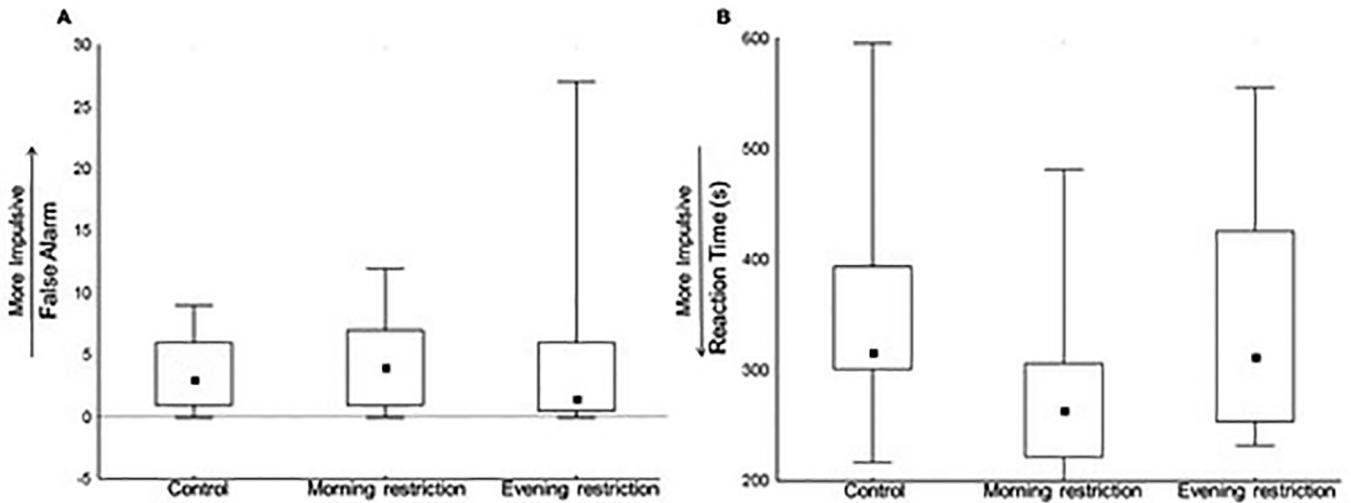 A
30
25
20
15
10
5
0
-5
More Impulsive
False Alarm
Control
Morning restriction
Evening restriction
B
600
500
400
300
200
More Impulsive
Reaction Time (s)
Control
Morning restriction
Evening restriction